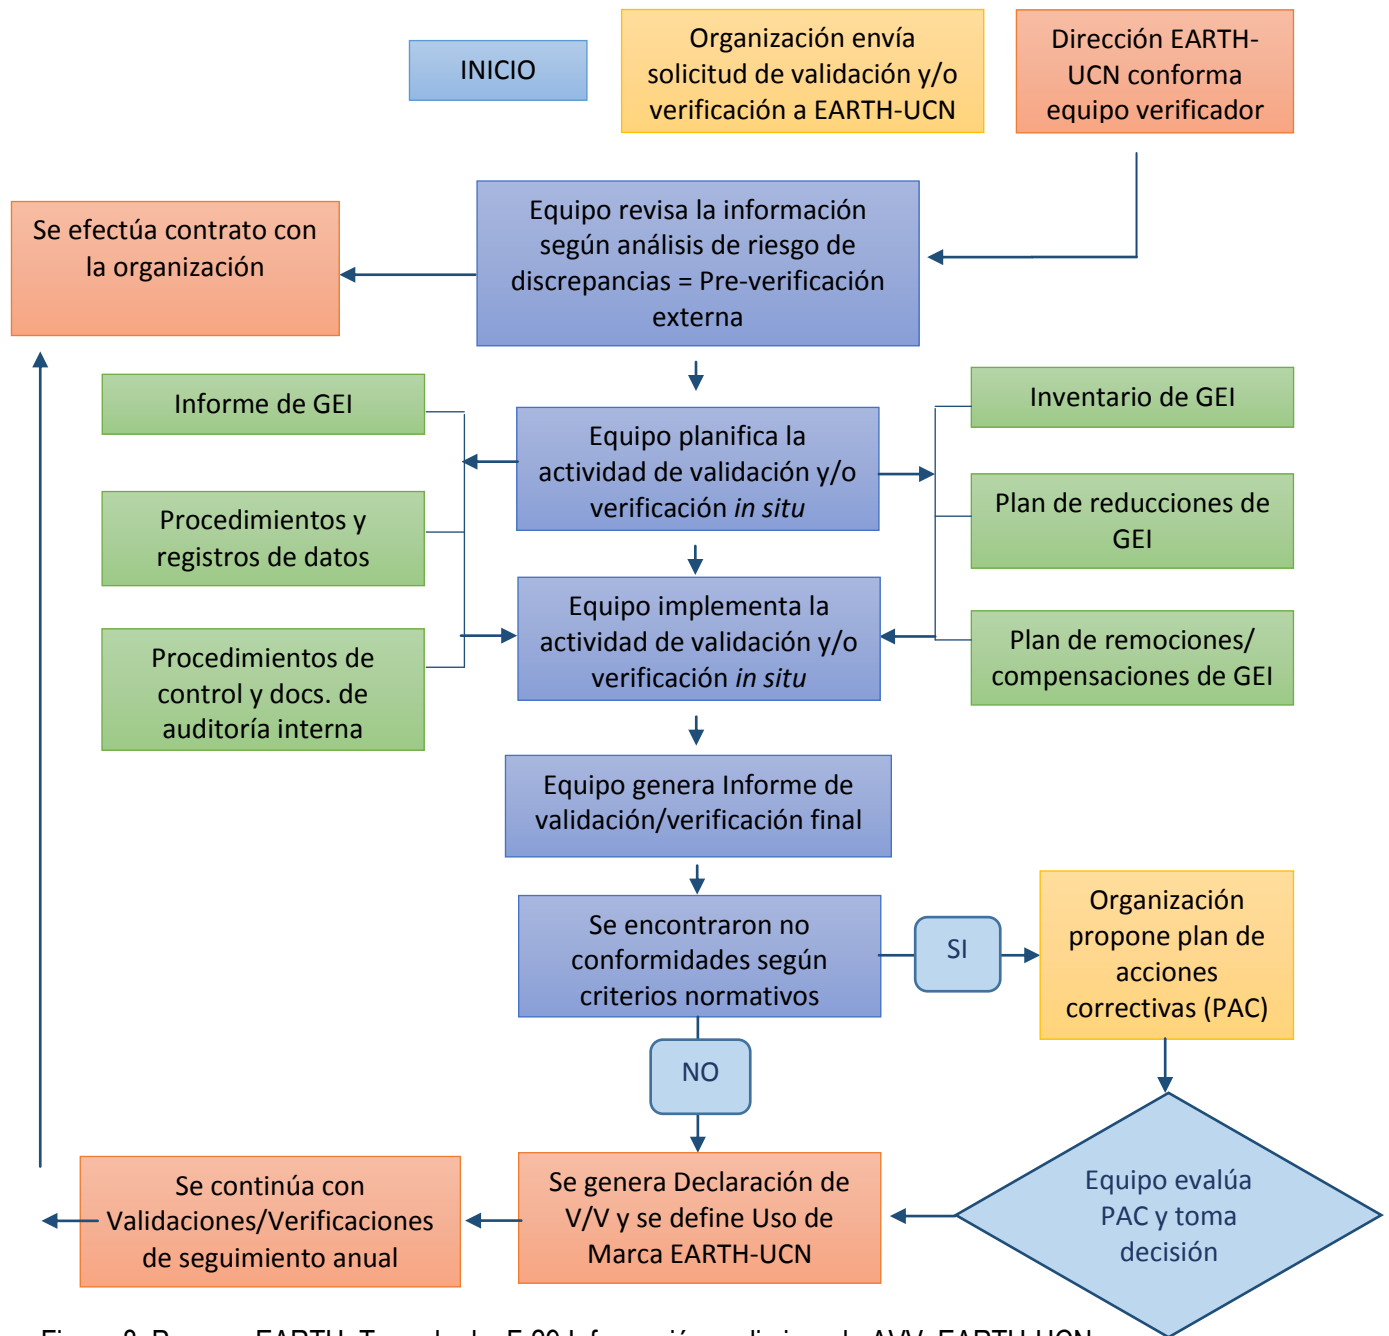 INICIO
Organización envía
solicitud de validación y/o
verificación a EARTH-UCN
Dirección EARTH-
UCN conforma
equipo verificador
Se efectúa contrato con
la organización
Equipo revisa la información
según análisis de riesgo de
discrepancias = Pre-verificación
externa
Informe de GEI
Procedimientos y
registros de datos
Procedimientos de
control y docs. de
auditoría interna
Equipo planifica la
actividad de validación y/o
verificación in situ
Inventario de GEI
Plan de reducciones de
GEI
Plan de remociones/
compensaciones de GEI
Equipo implementa la
actividad de validación y/o
verificación in situ
Equipo genera Informe de
validación/verificación final
Se encontraron no
conformidades según
criterios normativos
SI
Organización
propone plan de
acciones
correctivas (PAC)
NO
Equipo evalúa
PAC y toma
decisión
Se genera Declaración de
V/V y se define Uso de
Marca EARTH-UCN
Se continúa con
Validaciones/Verificaciones
de seguimiento anual